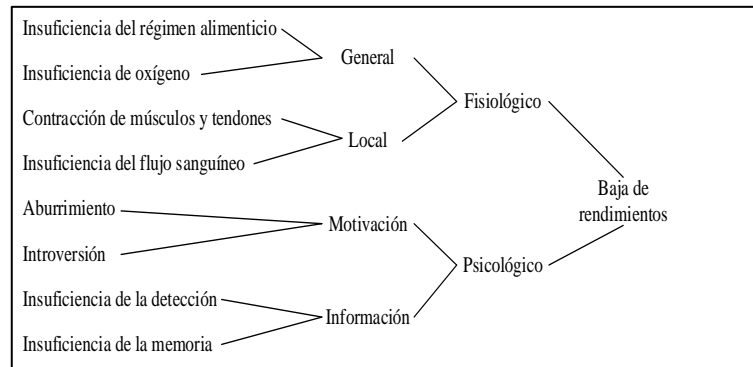 Insuficiencia del régimen alimenticio
General
Insuficiencia de oxígeno
Fisiológico
Contracción de músculos y tendones
Local
Insuficiencia del flujo sanguíneo
Baja de
rendimientos
Aburrimiento
Motivación
Introversión
Psicológico
Insuficiencia de la detección
Información
Insuficiencia de la memoria